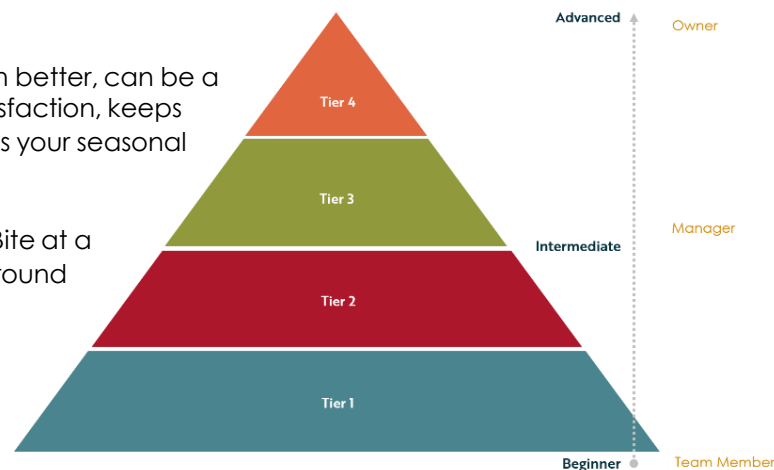 Advanced
Owner
better, can be a
sfaction, keeps
s your seasonal
Tier 4
Tier 3
Bite at a
Manager
Intermediate
round
Tier 2
Tier 1
Beginner
Team Member